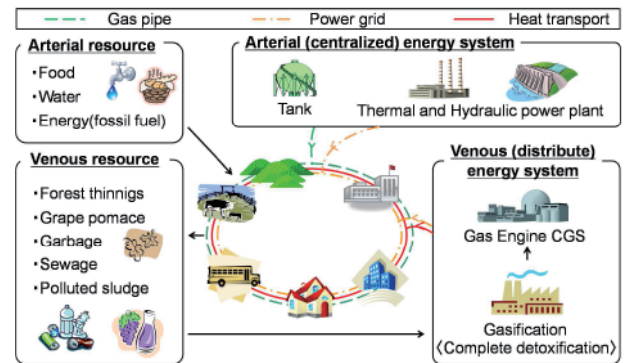 Gas pipe
Power grid
Heat transport
Arterial resource
・Food
・Water
・Energy(fossil fuel)
Arterial (centralized) energy system
Tank
Thermal and Hydraulic power plant
Venous resource
・Forest thinnigs
・Grape pomace
・Garbage
・Sewage
・Polluted sludge
Venous (distribute)
energy system
Gas Engine CGS
Gasification
〈Complete detoxification〉